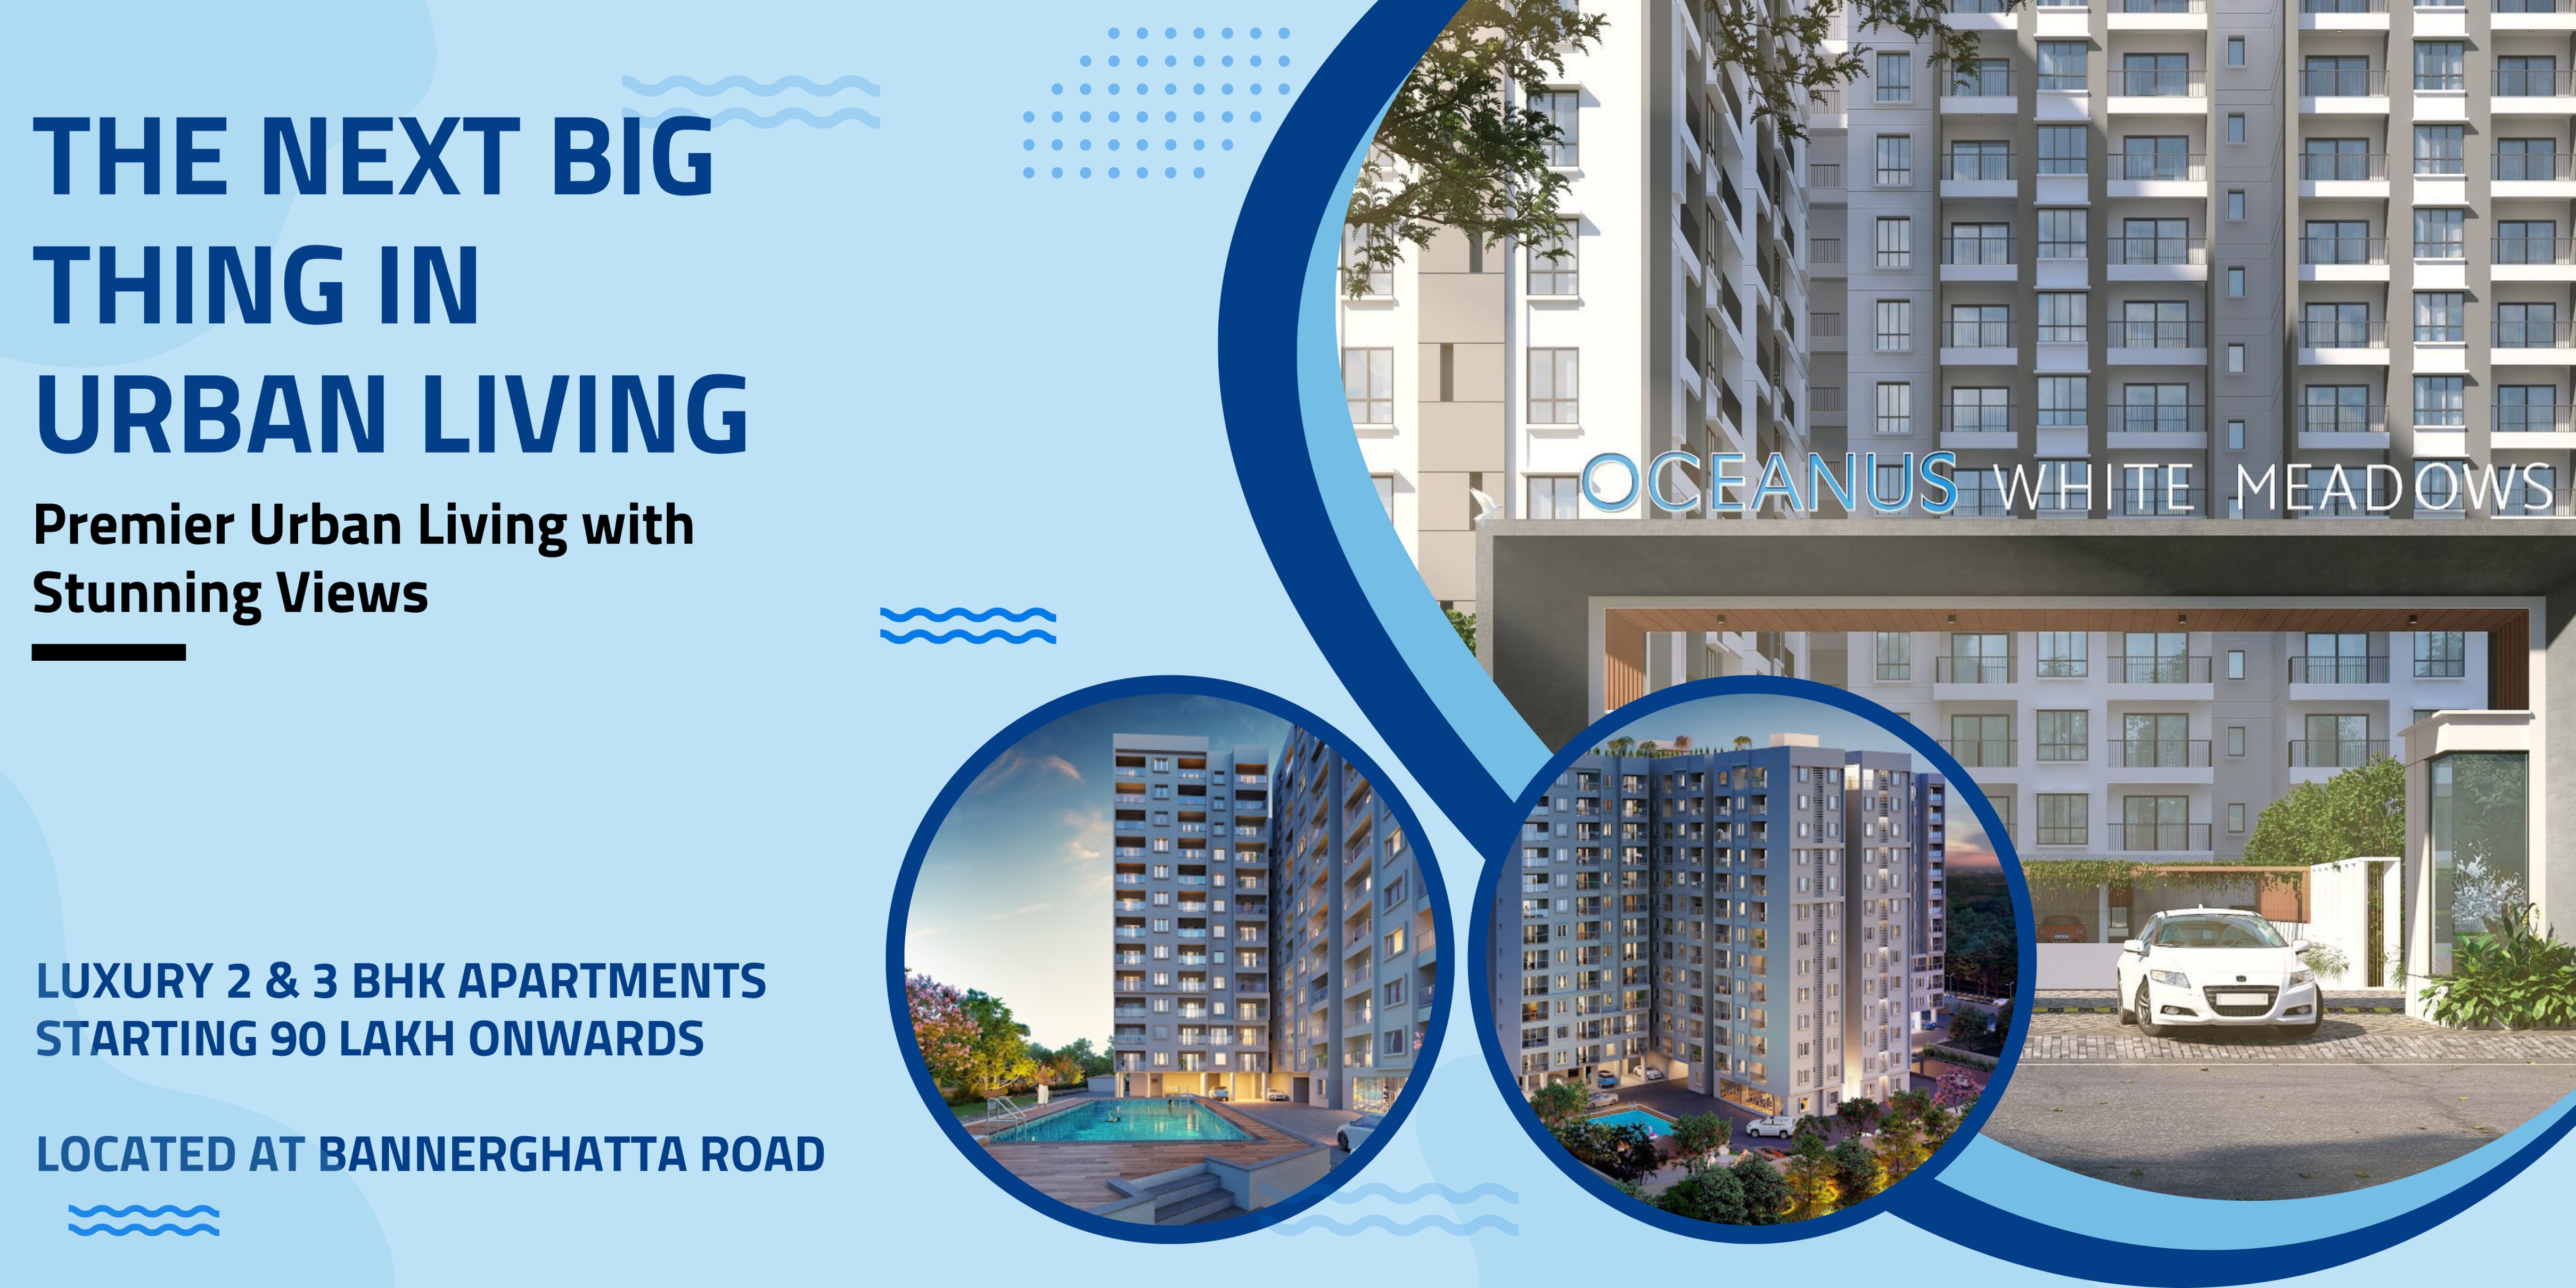 THE NEXT BIG
THING IN
URBAN LIVING
Premier Urban Living with
Stunning Views
LUXURY 2 & 3 BHK APARTMENTS
STARTING 90 LAKH ONWARDS
LOCATED AT BANNERGHATTA ROAD
OCEANUS WHITE MEADOWS